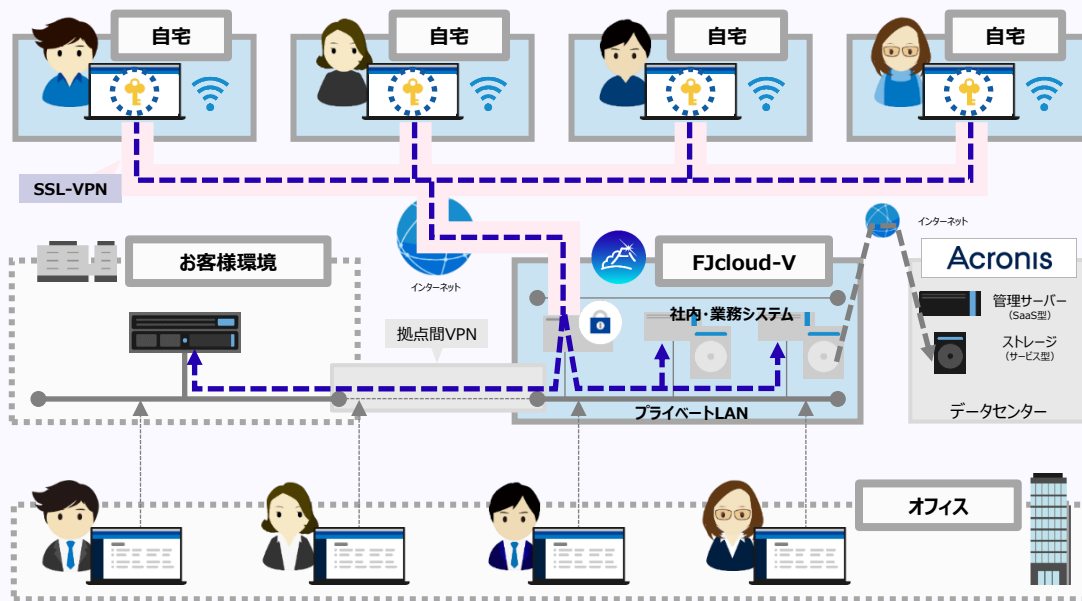 自宅
自宅
自宅
自宅
SSL-VPN
インターネット
お客様環境
FJcloud-V
Acronis
インターネット
社内・業務システム
管理サーバー
(SaaS型)
拠点間VPN
ストレージ
(サービス型)
プライベートLAN
データセンター
オフィス